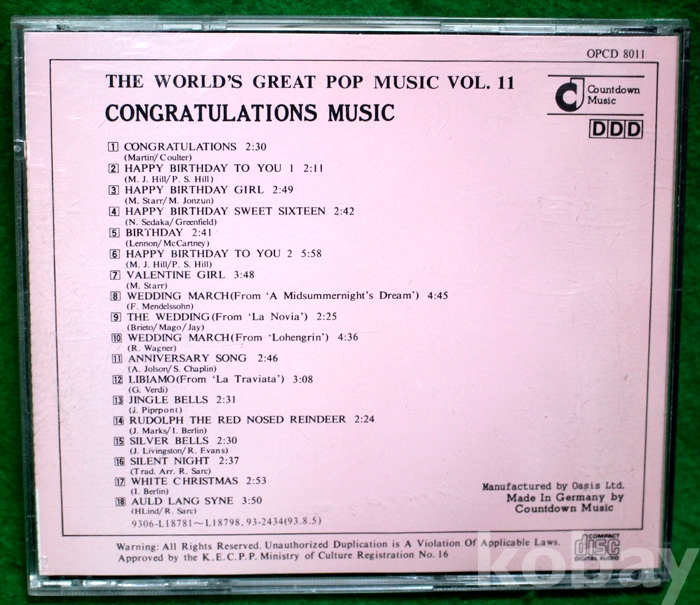 OPCD 8011
THE WORLD'S GREAT POP MUSIC VOL. 11
CONGRATULATIONS MUSIC
Countdown
Music
DDD
1 CONGRATULATIONS 2:30
(Martin/Coulter)
2 HAPPY BIRTHDAY TO YOU 1 2:11
(M. J. Hill/P. S. Hill)
3 HAPPY BIRTHDAY GIRL 2:49
(M. Starr/M. Jonzun)
4 HAPPY BIRTHDAY SWEET SIXTEEN 2:42
(N. Sedaka/Greenfield)
5 BIRTHDAY 2:41
(Lennon/McCartney)
6 HAPPY BIRTHDAY TO YOU 2 5:58
(M. J. Hill/P. S. Hill)
7 VALENTINE GIRL 3:48
(M. Starr)
8 WEDDING MARCH(From 'A Midsummernight's Dream') 4:45
(F. Mendelssohn)
9 THE WEDDING(From 'La Novia') 2:25
(Brieto/Mago/Jay)
10 WEDDING MARCH(From 'Lohengrin') 4:36
(R. Wagner)
11 ANNIVERSARY SONG 2:46
(A. Jolson/S. Chaplin)
12 LIBIAMO(From 'La Traviata') 3:08
(G. Verdi)
13 JINGLE BELLS 2:31
(J. Piprpont)
14 RUDOLPH THE RED NOSED REINDEER 2:24
(J. Marks/I. Berlin)
15 SILVER BELLS 2:30
(J. Livingston/R. Evans)
16 SILENT NIGHT 2:37
(Trad. Arr. R. Sarc)
17 WHITE CHRISTMAS 2:53
(I. Berlin)
18 AULD LANG SYNE 3:50
(HLind/R. Sarc)
9306-L18781~L18798, 93-2434(93.8.5)
Manufactured by Oasis Ltd.
Made In Germany by
Countdown Music
Warning: All Rights Reserved. Unauthorized Duplication is A Violation Of Applicable Laws.
Approved by the K.E.C.P.P. Ministry of Culture Registration No. 16
COMPACT
disc
DIGITAL AUDIO
kobay